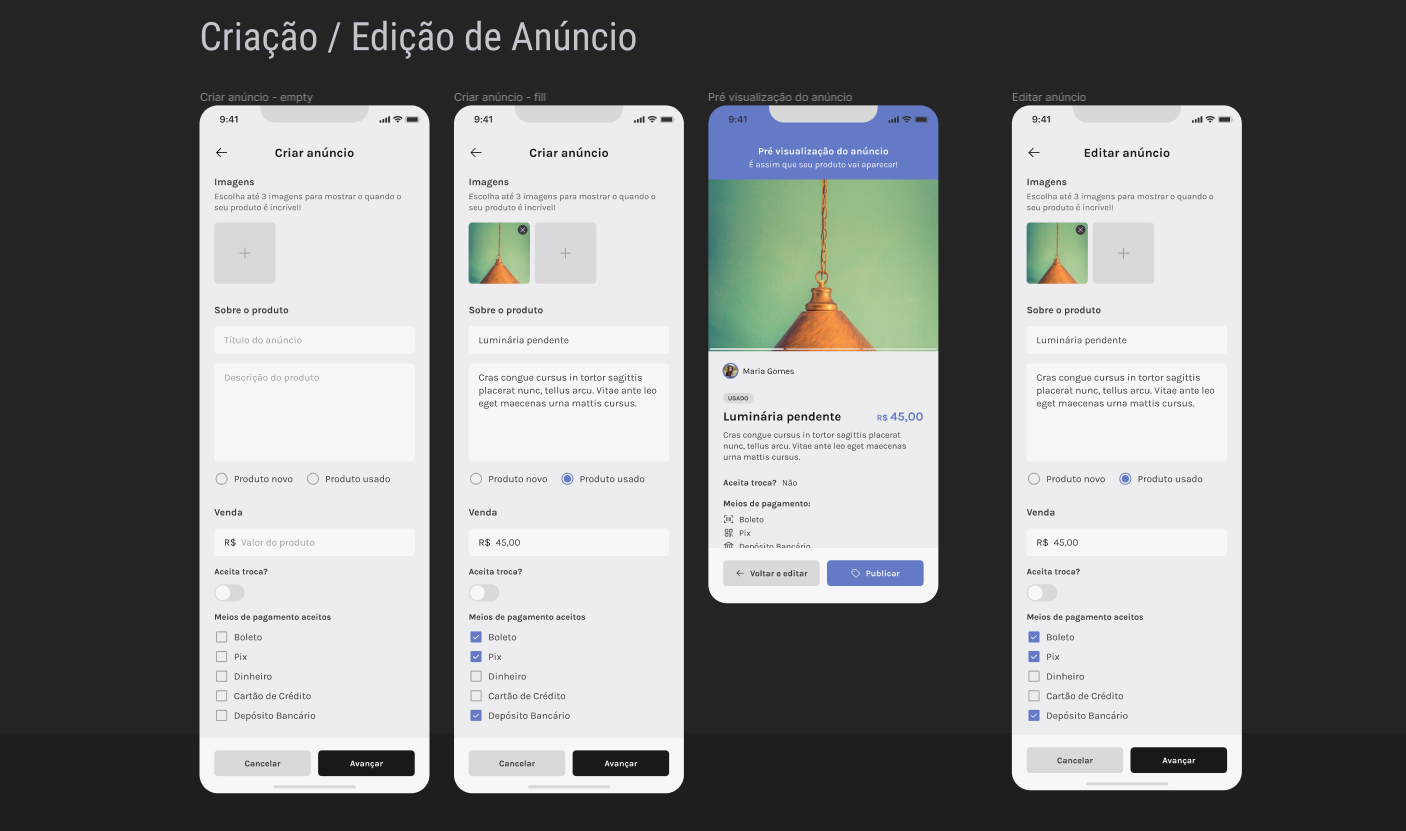 Criação / Edição de Anúncio
Criar anúncio - empty
9:41
Criar anúncio
Imagens
Escolha até 3 imagens para mostrar o quando o
seu produto é incrível!
Sobre o produto
Título do anúncio
Descrição do produto
Produto novo
Produto usado
Venda
R$ Valor do produto
Aceita troca?
Meios de pagamento aceitos
Boleto
Pix
Dinheiro
Cartão de Crédito
Depósito Bancário
Cancelar
Avançar
Criar anúncio - fill
9:41
Criar anúncio
Imagens
Escolha até 3 imagens para mostrar o quando o
seu produto é incrível!
Sobre o produto
Luminária pendente
Cras congue cursus in tortor sagittis
placerat nunc, tellus arcu. Vitae ante leo
eget maecenas urna mattis cursus.
Produto novo
Produto usado
Venda
R$ 45,00
Aceita troca?
Meios de pagamento aceitos
Boleto
Pix
Dinheiro
Cartão de Crédito
Depósito Bancário
Cancelar
Avançar
Pré visualização do anúncio
9:41
Pré visualização do anúncio
É assim que seu produto vai aparecer!
Maria Gomes
USADO
Luminária pendente
R$ 45,00
Cras congue cursus in tortor sagittis placerat
nunc, tellus arcu. Vitae ante leo eget maecenas
urna mattis cursus.
Aceita troca? Não
Meios de pagamento:
Boleto
Pix
Depósito Bancário
Voltar e editar
Publicar
Editar anúncio
9:41
Editar anúncio
Imagens
Escolha até 3 imagens para mostrar o quando o
seu produto é incrível!
Sobre o produto
Luminária pendente
Cras congue cursus in tortor sagittis
placerat nunc, tellus arcu. Vitae ante leo
eget maecenas urna mattis cursus.
Produto novo
Produto usado
Venda
R$ 45,00
Aceita troca?
Meios de pagamento aceitos
Boleto
Pix
Dinheiro
Cartão de Crédito
Depósito Bancário
Cancelar
Avançar